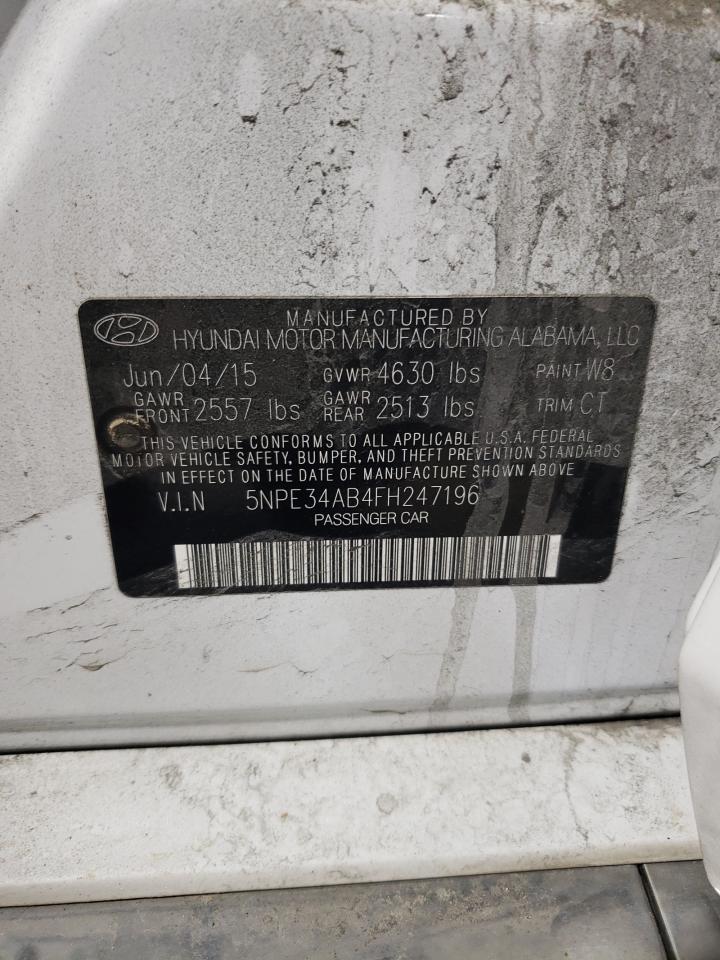 MANUFACTURED BY
HYUNDAI MOTOR MANUFACTURING ALABAMA, LLC
Jun/04/15 GVWR 4630 lbs PAINT W8
GAWR FRONT 2557 lbs GAWR REAR 2513 lbs TRIM CT
THIS VEHICLE CONFORMS TO ALL APPLICABLE U.S.A. FEDERAL
MOTOR VEHICLE SAFETY, BUMPER, AND THEFT PREVENTION STANDARDS
IN EFFECT ON THE DATE OF MANUFACTURE SHOWN ABOVE
V.I.N 5NPE34AB4FH247196
PASSENGER CAR